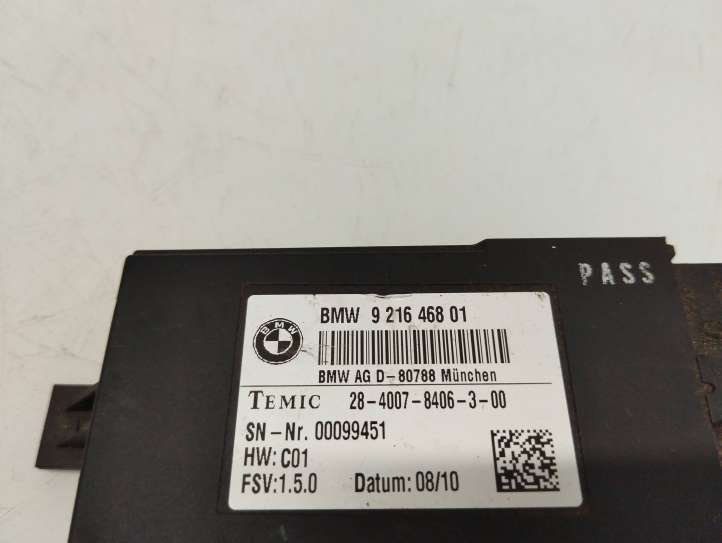 PASS
BMW 9 216 468 01
BMW
BMW AG D-80788 München
TEMIC 28-4007-8406-3-00
SN-Nr. 00099451
HW: C01
FSV:1.5.0 Datum: 08/10